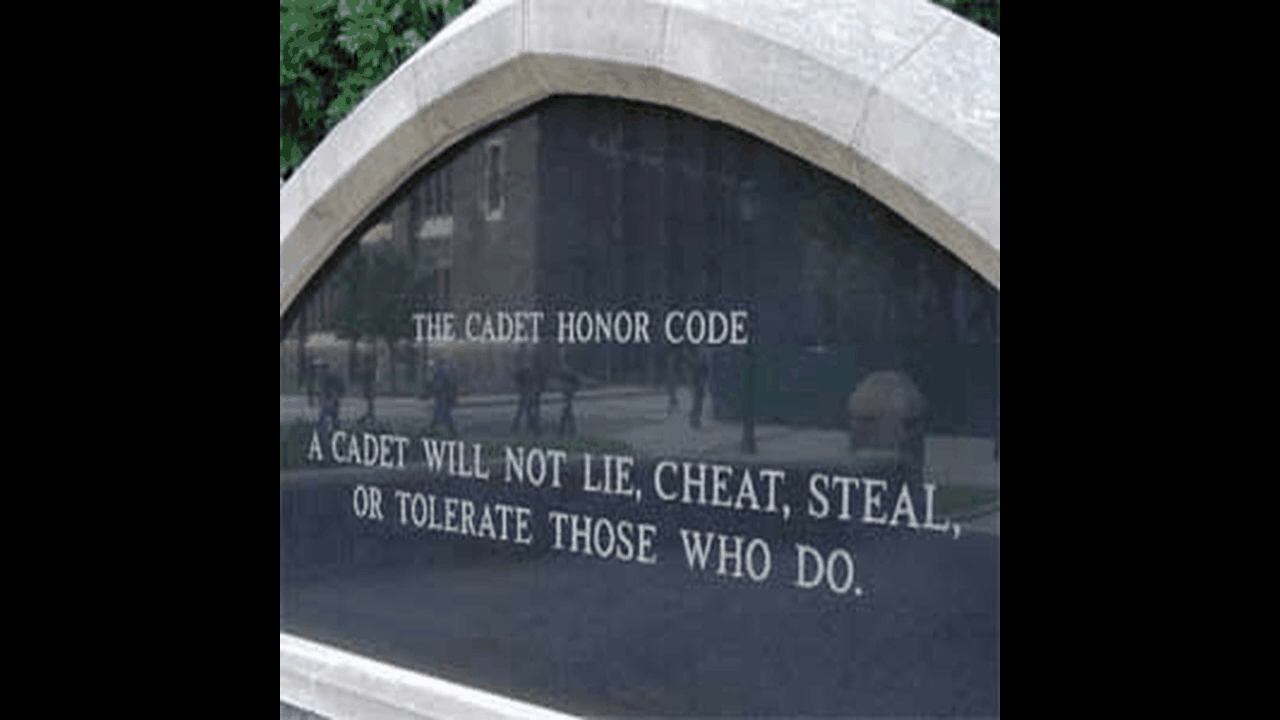 THE CADET HONOR CODE
A CADET WILL NOT LIE, CHEAT, STEAL,
OR TOLERATE THOSE WHO DO.